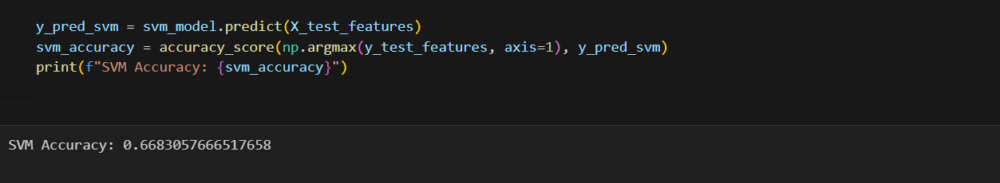 y_pred_svm = svm_model.predict(X_test_features)
svm_accuracy = accuracy_score(np.argmax(y_test_features, axis=1), y_pred_svm)
print(f"SVM Accuracy: {svm_accuracy}")
SVM Accuracy: 0.6683057666517658